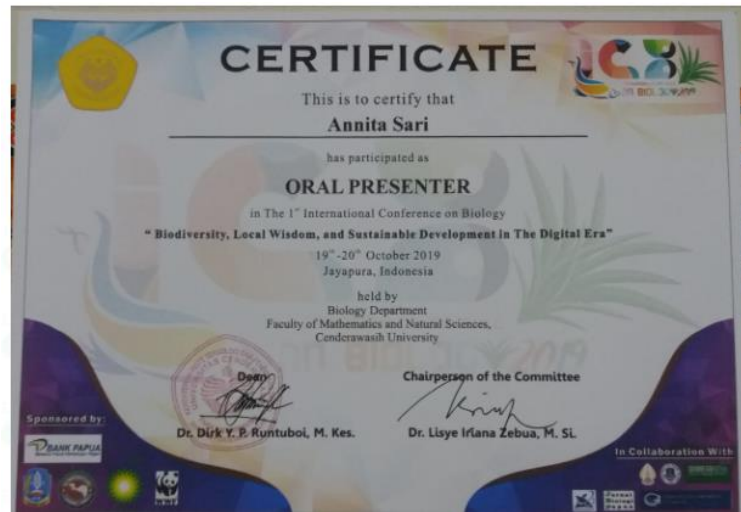 CERTIFICATE
This is to certify that
Annita Sari
has participated as
ORAL PRESENTER
in The 1st International Conference on Biology
“ Biodiversity, Local Wisdom, and Sustainable Development in The Digital Era”
19th-20th October 2019
Jayapura, Indonesia
held by
Biology Department
Faculty of Mathematics and Natural Sciences,
Cenderawasih University
Dean
Chairperson of the Committee
Dr. Dirk Y. P. Runtuboi, M. Kes.
Dr. Lisye Iriana Zebua, M. Si.
Sponsored by:
BANK PAPUA
WWF
In Collaboration With